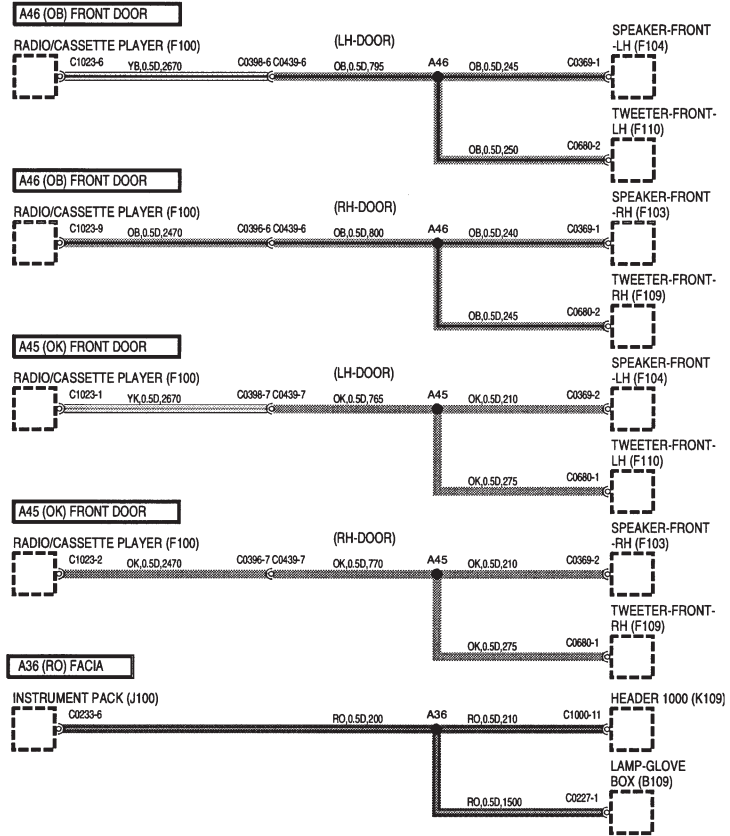 A46 (OB) FRONT DOOR
RADIO/CASSETTE PLAYER (F100)
(LH-DOOR)
SPEAKER-FRONT
-LH (F104)
C1023-6
YB,0.5D,2670
C0398-6 C0439-6
OB,0.5D,795
A46
OB,0.5D,245
C0369-1
TWEETER-FRONT-
LH (F110)
OB,0.5D,250
C0680-2
A46 (OB) FRONT DOOR
RADIO/CASSETTE PLAYER (F100)
(RH-DOOR)
SPEAKER-FRONT
-RH (F103)
C1023-9
OB,0.5D,2470
C0396-6 C0439-6
OB,0.5D,800
A46
OB,0.5D,240
C0369-1
TWEETER-FRONT-
RH (F109)
OB,0.5D,245
C0680-2
A45 (OK) FRONT DOOR
RADIO/CASSETTE PLAYER (F100)
(LH-DOOR)
SPEAKER-FRONT
-LH (F104)
C1023-1
YK,0.5D,2670
C0398-7 C0439-7
OK,0.5D,765
A45
OK,0.5D,210
C0369-2
TWEETER-FRONT-
LH (F110)
OK,0.5D,275
C0680-1
A45 (OK) FRONT DOOR
RADIO/CASSETTE PLAYER (F100)
(RH-DOOR)
SPEAKER-FRONT
-RH (F103)
C1023-2
OK,0.5D,2470
C0396-7 C0439-7
OK,0.5D,770
A45
OK,0.5D,210
C0369-2
TWEETER-FRONT-
RH (F109)
OK,0.5D,275
C0680-1
A36 (RO) FACIA
INSTRUMENT PACK (J100)
HEADER 1000 (K109)
C0233-6
RO,0.5D,200
A36
RO,0.5D,210
C1000-11
LAMP-GLOVE
BOX (B109)
RO,0.5D,1500
C0227-1